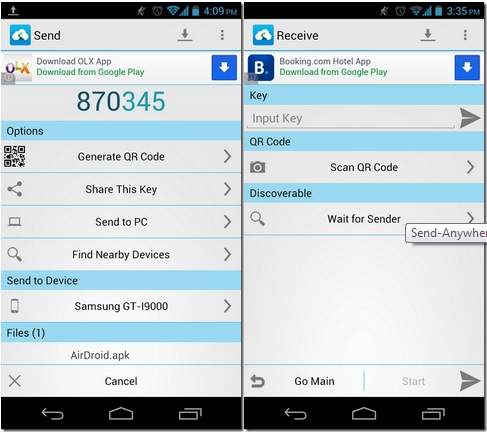 4:09 PM
Send
OLX
Download OLX App
Download from Google Play
870345
Options
Generate QR Code
Share This Key
Send to PC
Find Nearby Devices
Send to Device
Samsung GT-I9000
Files (1)
AirDroid.apk
Cancel
3:35 PM
Receive
B.
Booking.com Hotel App
Download from Google Play
Key
Input Key
QR Code
Scan QR Code
Discoverable
Wait for Sender
Send-Anywhe
Go Main
Start